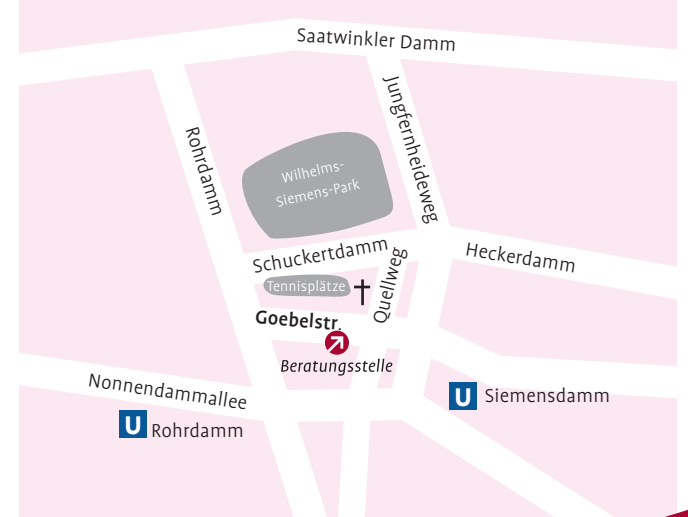 Saatwinkler Damm
Jungfernheideweg
Rohrdamm
Wilhelms-
Siemens-Park
Schuckertdamm
Heckerdamm
Quellweg
Tennisplätze
Goebelstr.
Beratungsstelle
Nonnendammallee
U Rohrdamm
U Siemensdamm